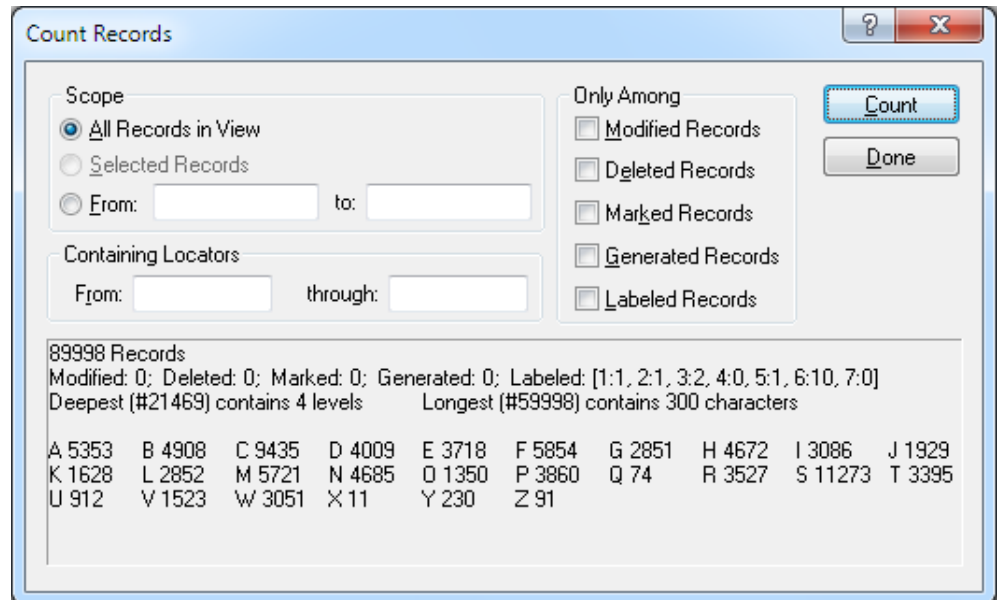 Count Records
Scope
All Records in View
Selected Records
From: to:
Containing Locators
From: through:
Only Among
Modified Records
Deleted Records
Marked Records
Generated Records
Labeled Records
Count
Done
89998 Records
Modified: 0; Deleted: 0; Marked: 0; Generated: 0; Labeled: [1:1, 2:1, 3:2, 4:0, 5:1, 6:10, 7:0]
Deepest (#21469) contains 4 levels Longest (#59998) contains 300 characters
A 5353 B 4908 C 9435 D 4009 E 3718 F 5854 G 2851 H 4672 I 3086 J 1929
K 1628 L 2852 M 5721 N 4685 O 1350 P 3860 Q 74 R 3527 S 11273 T 3395
U 912 V 1523 W 3051 X 11 Y 230 Z 91